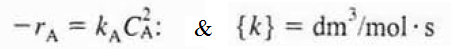 −r_A = k_A C_A^2: & {k} = dm^3/mol · s